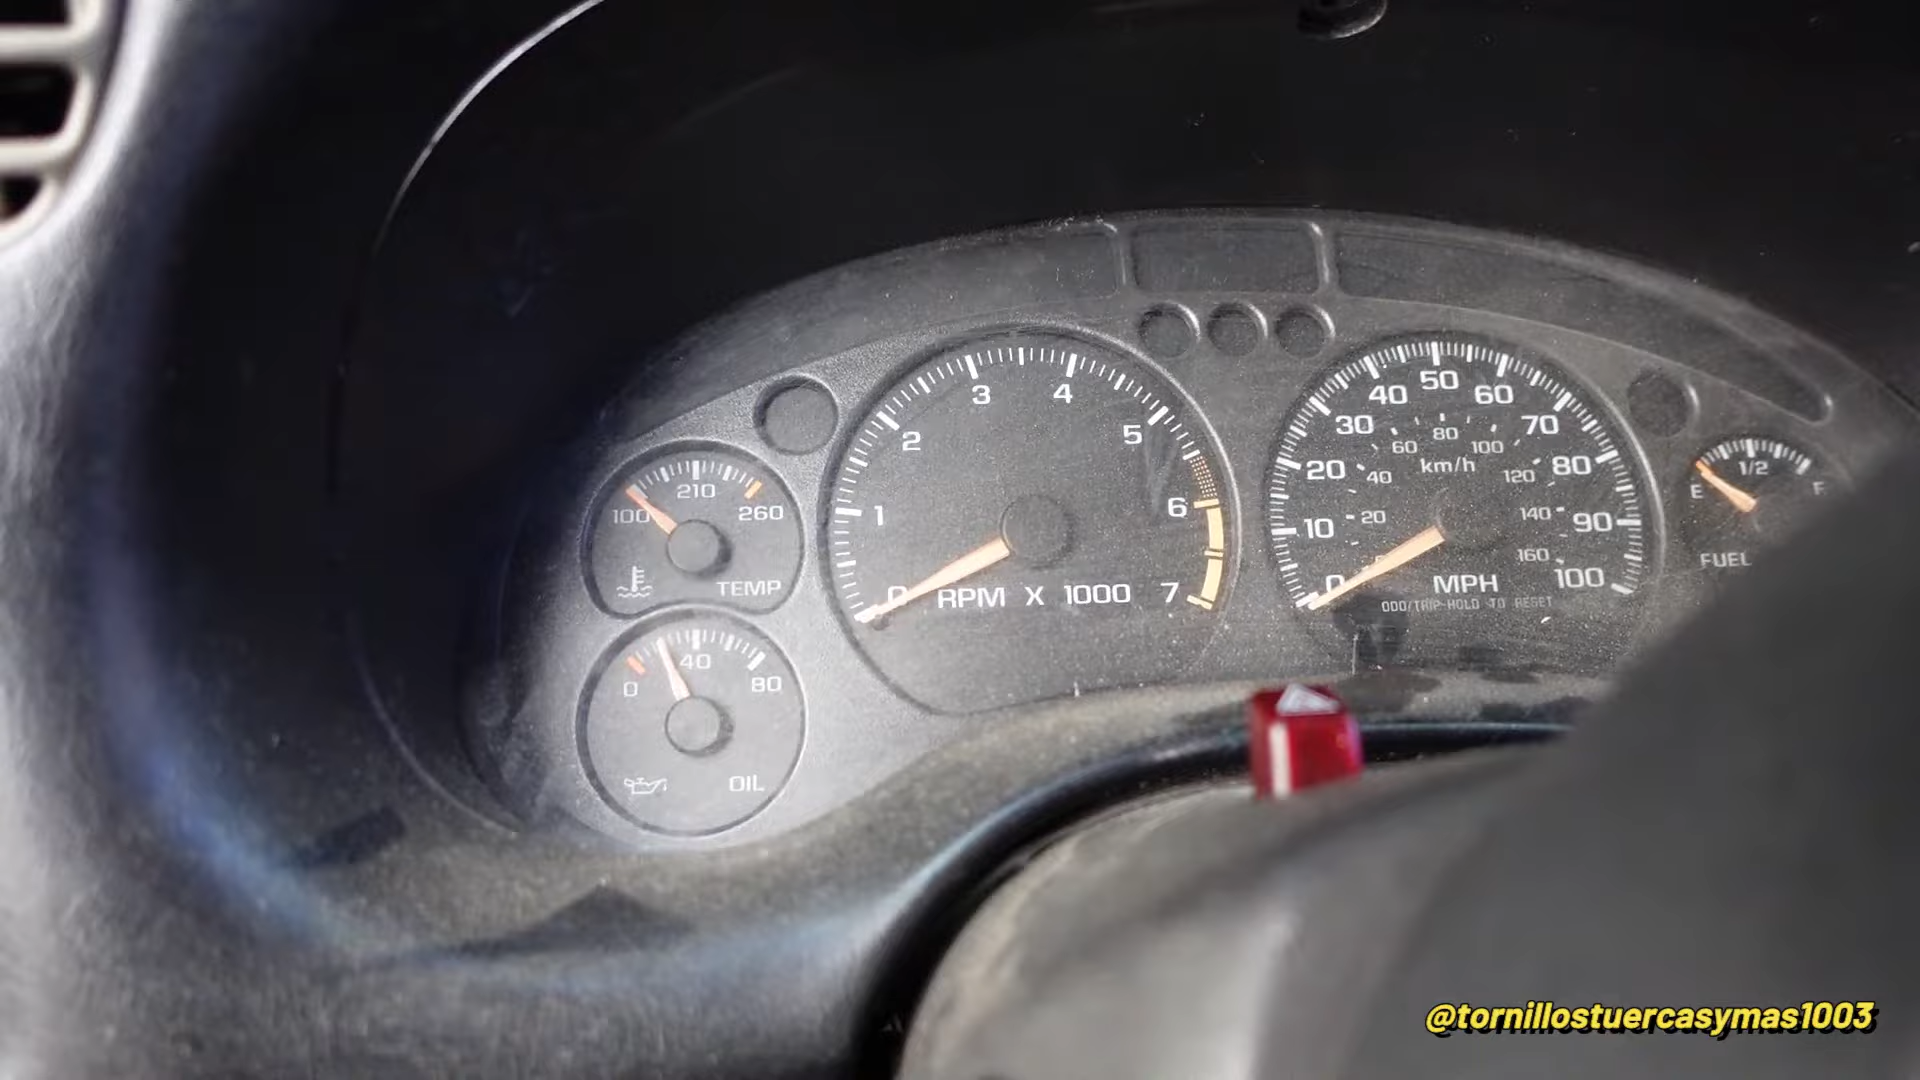 100 210 260
TEMP
0 40 80
OIL
0 1 2 3 4 5 6 7
RPM X 1000
0 10 20 30 40 50 60 70 80 90 100
20 40 60 80 100 120 140 160
km/h
MPH
ODO/TRIP-HOLD TO RESET
E 1/2 F
FUEL
@tornillostuercasymas1003